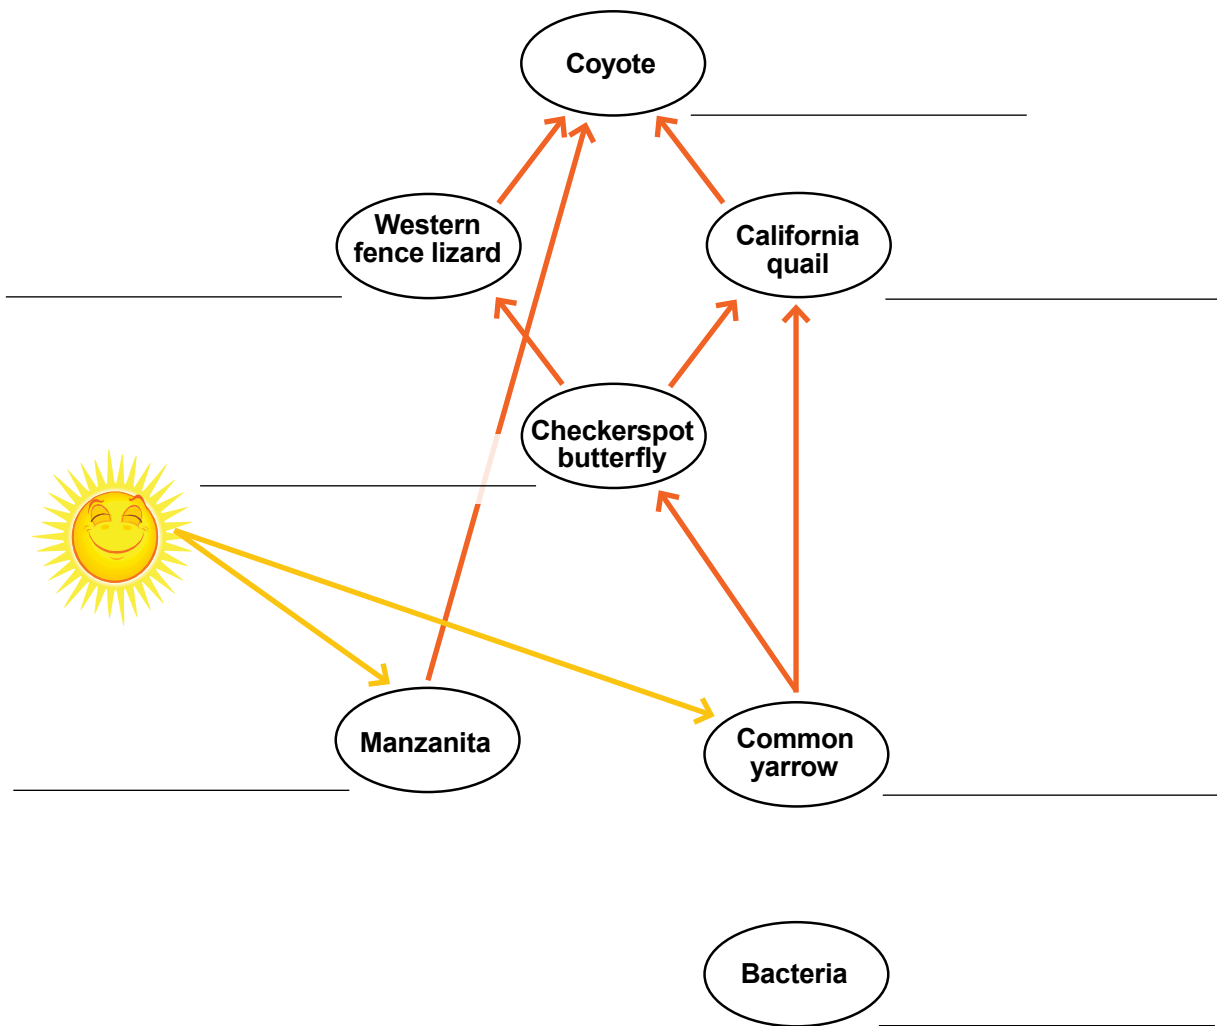 Coyote
Western
fence lizard
California
quail
Checkerspot
butterfly
Manzanita
Common
yarrow
Bacteria